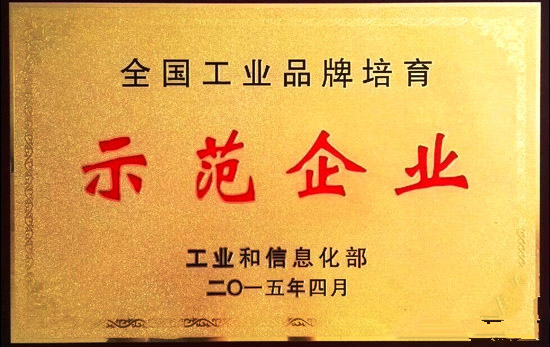 全国工业品牌培育
示范企业
工业和信息化部
二〇一五年四月